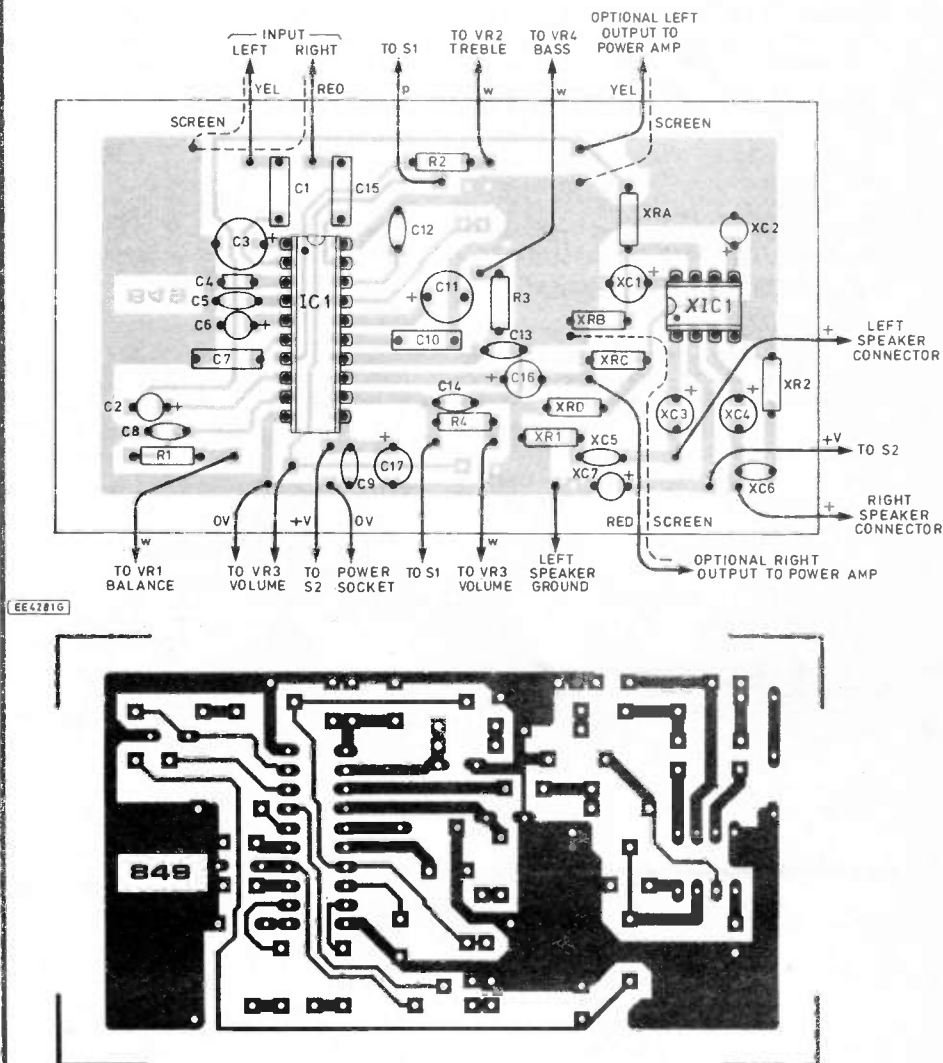 INPUT
LEFT RIGHT
TO S1
TO VR2
TREBLE
TO VR4
BASS
OPTIONAL LEFT
OUTPUT TO
POWER AMP
YEL RED
p
w
w
YEL
SCREEN
SCREEN
C1
C15
R2
C12
XRA
XC2
C3 +
C4
C5
C6 +
C7
849
IC1
+ C11
C10
R3
C13
+ C16
XC1
XRB
XRC
XIC1
+
LEFT
SPEAKER
CONNECTOR
C2 +
C8
R1
C14
R4
XRD
XR1
XC5
XC7 +
XC3
XC4
XR2
+V
TO S2
XC6
C9
+
C17
+
RIGHT
SPEAKER
CONNECTOR
w
0V
+V
0V
w
RED
SCREEN
TO VR1
BALANCE
TO VR3
VOLUME
TO
S2
POWER
SOCKET
TO S1
TO VR3
VOLUME
LEFT
SPEAKER
GROUND
OPTIONAL RIGHT
OUTPUT TO POWER AMP
EE4281G
849